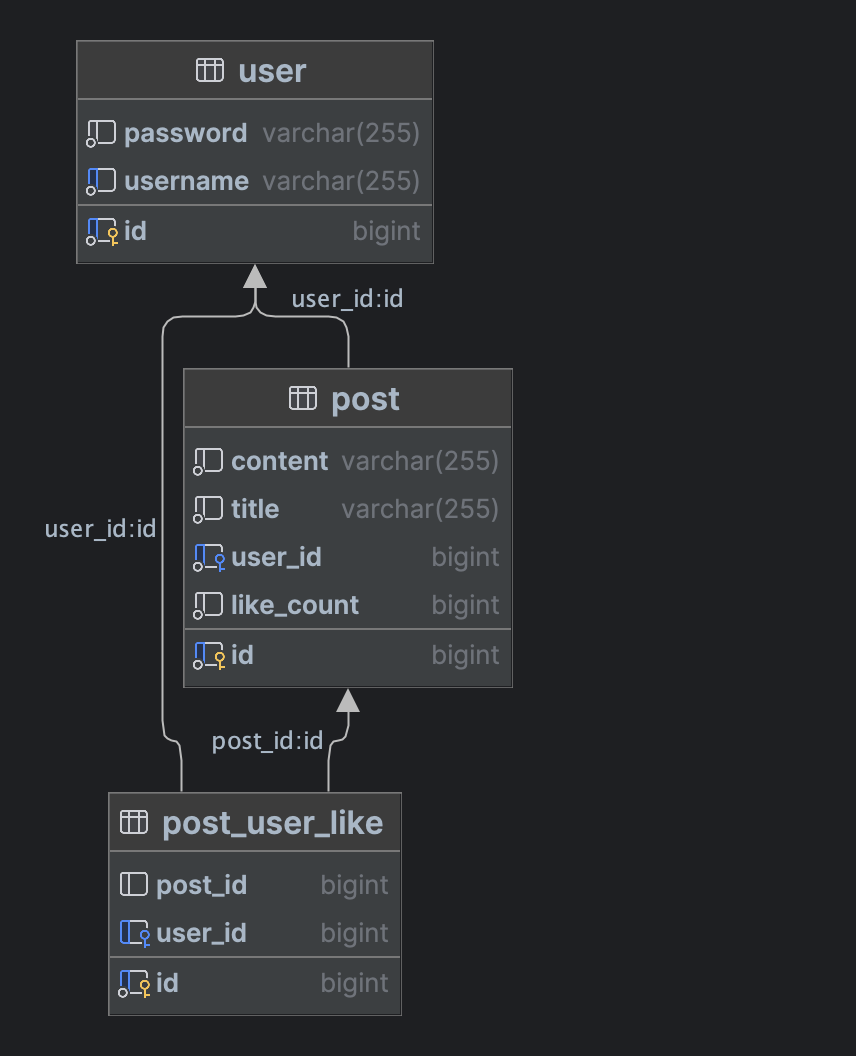 user
password varchar(255)
username varchar(255)
id bigint
user_id:id
post
content varchar(255)
title varchar(255)
user_id:id
user_id bigint
like_count bigint
id bigint
post_id:id
post_user_like
post_id bigint
user_id bigint
id bigint